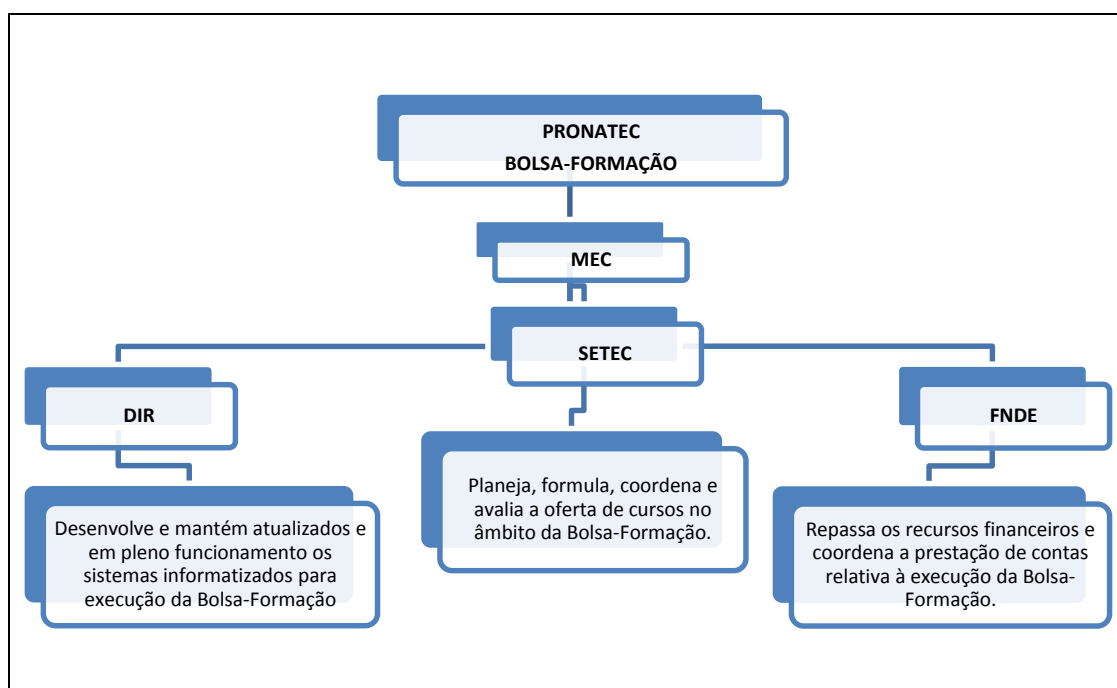 PRONATEC
BOLSA-FORMAÇÃO
MEC
SETEC
DIR
FNDE
Desenvolve e mantém atualizados e
em pleno funcionamento os
sistemas informatizados para
execução da Bolsa-Formação
Planeja, formula, coordena e
avalia a oferta de cursos no
âmbito da Bolsa-Formação.
Repassa os recursos financeiros e
coordena a prestação de contas
relativa à execução da Bolsa-
Formação.